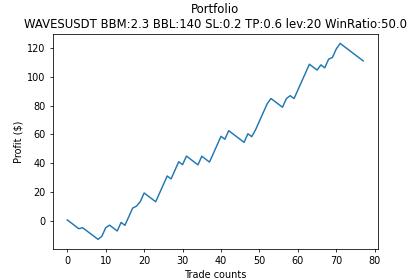 Portfolio
WAVESUSDT BBM:2.3 BBL:140 SL:0.2 TP:0.6 lev:20 WinRatio:50.0
120
100
80
60
40
20
0
Profit ($)
0 10 20 30 40 50 60 70 80
Trade counts